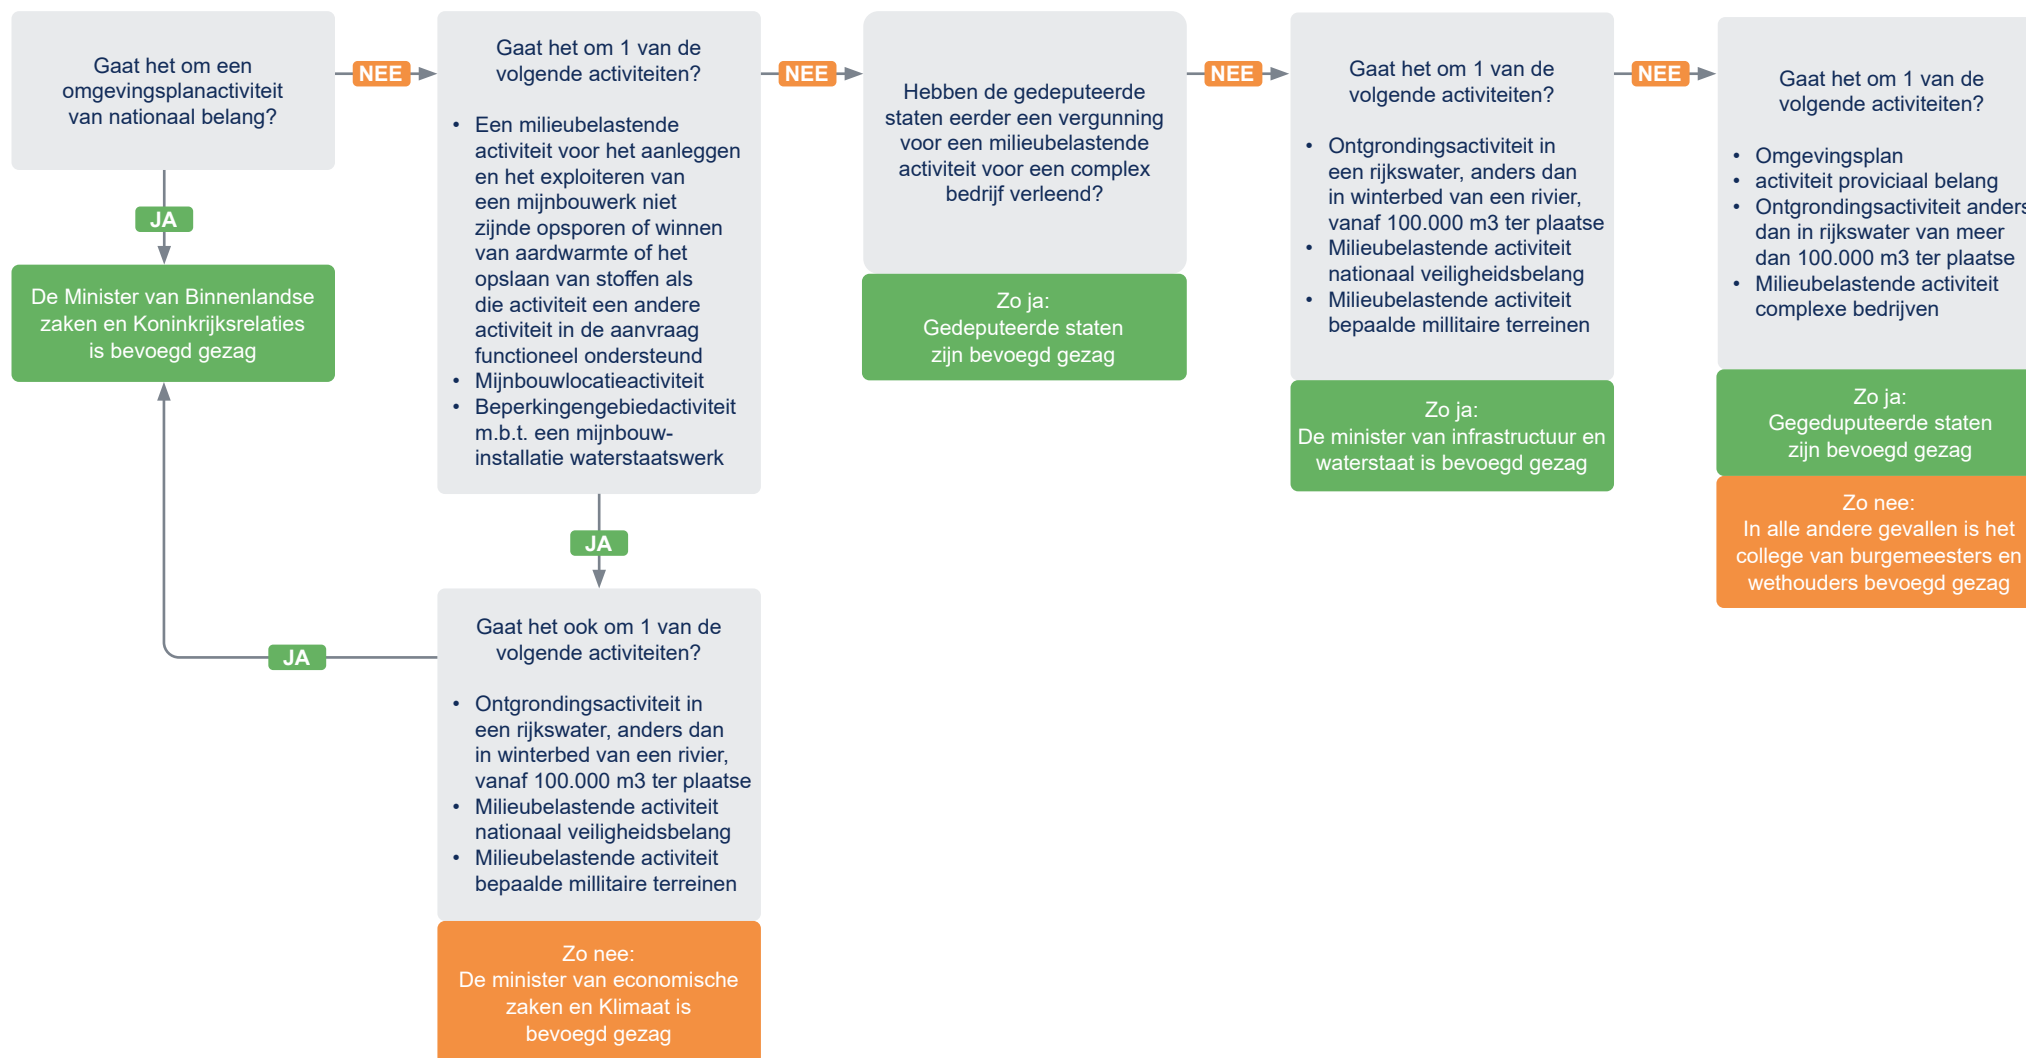 Gaat het om een
omgevingsplanactiviteit
van nationaal belang?
JA
De Minister van Binnenlandse
zaken en Koninkrijksrelaties
is bevoegd gezag
NEE
Gaat het om 1 van de
volgende activiteiten?
• Een milieubelastende
activiteit voor het aanleggen
en het exploiteren van
een mijnbouwerk niet
zijnde opsporen of winnen
van aardwarmte of het
opslaan van stoffen als
die activiteit een andere
activiteit in de aanvraag
functioneel ondersteund
• Mijnbouwlocatieactiviteit
• Beperkingengebiedactiviteit
m.b.t. een mijnbouw-
installatie waterstaatswerk
JA
Gaat het ook om 1 van de
volgende activiteiten?
• Ontgrondingsactiviteit in
een rijkswater, anders dan
in winterbed van een rivier,
vanaf 100.000 m3 ter plaatse
• Milieubelastende activiteit
nationaal veiligheidsbelang
• Milieubelastende activiteit
bepaalde millitaire terreinen
JA
Zo nee:
De minister van economische
zaken en Klimaat is
bevoegd gezag
NEE
Hebben de gedeputeerde
staten eerder een vergunning
voor een milieubelastende
activiteit voor een complex
bedrijf verleend?
Zo ja:
Gedeputeerde staten
zijn bevoegd gezag
NEE
Gaat het om 1 van de
volgende activiteiten?
• Ontgrondingsactiviteit in
een rijkswater, anders dan
in winterbed van een rivier,
vanaf 100.000 m3 ter plaatse
• Milieubelastende activiteit
nationaal veiligheidsbelang
• Milieubelastende activiteit
bepaalde millitaire terreinen
Zo ja:
De minister van infrastructuur en
waterstaat is bevoegd gezag
NEE
Gaat het om 1 van de
volgende activiteiten?
• Omgevingsplan
• activiteit proviciaal belang
• Ontgrondingsactiviteit anders
dan in rijkswater van meer
dan 100.000 m3 ter plaatse
• Milieubelastende activiteit
complexe bedrijven
Zo ja:
Gegeduputeerde staten
zijn bevoegd gezag
Zo nee:
In alle andere gevallen is het
college van burgemeesters en
wethouders bevoegd gezag